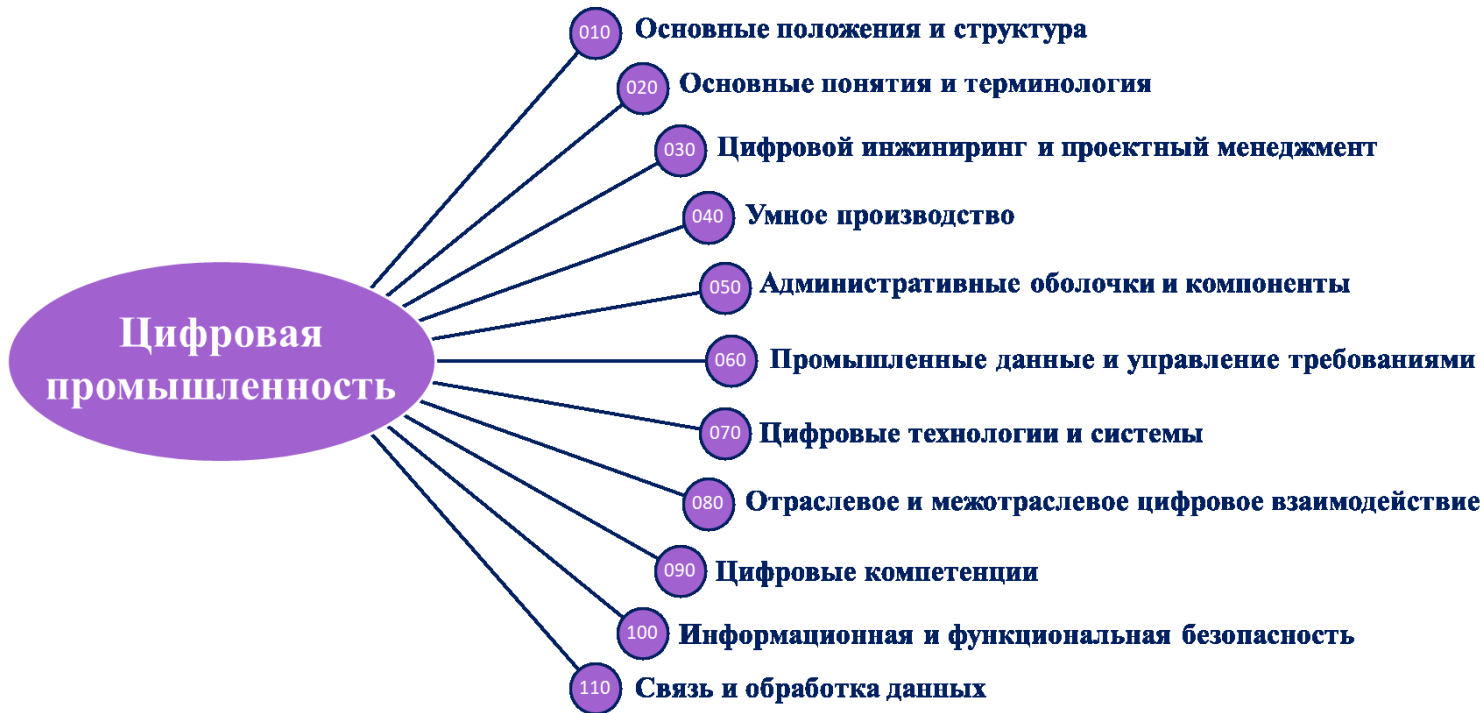 010 Основные положения и структура
020 Основные понятия и терминология
030 Цифровой инжиниринг и проектный менеджмент
040 Умное производство
050 Административные оболочки и компоненты
Цифровая
промышленность
060 Промышленные данные и управление требованиями
070 Цифровые технологии и системы
080 Отраслевое и межотраслевое цифровое взаимодействие
090 Цифровые компетенции
100 Информационная и функциональная безопасность
110 Связь и обработка данных